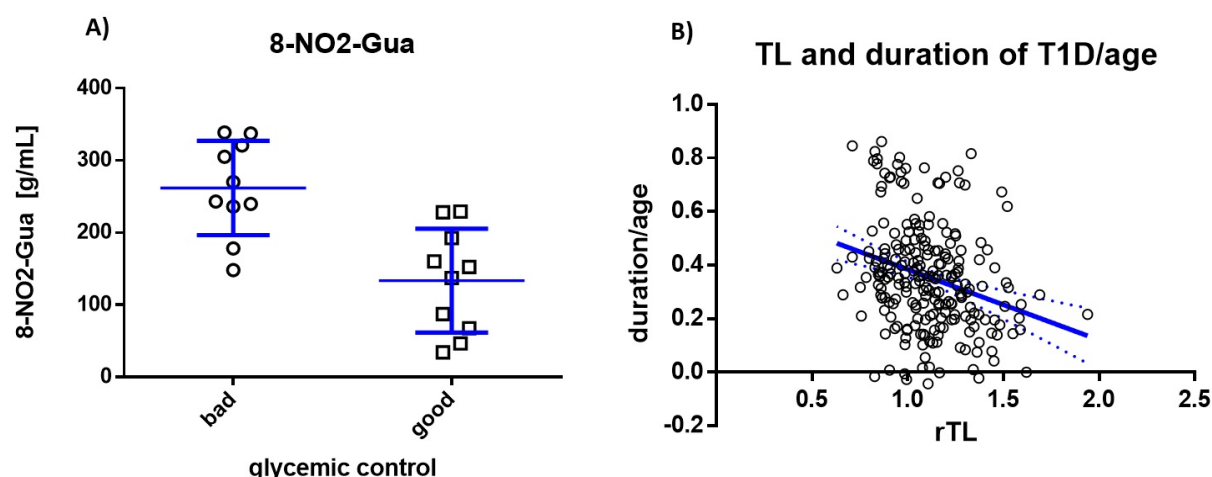 A)
8-NO2-Gua
8-NO2-Gua [g/mL]
400
300
200
100
0
bad
good
glycemic control
B)
TL and duration of T1D/age
duration/age
1.0
0.8
0.6
0.4
0.2
0.0
-0.2
0.5
1.0
1.5
2.0
2.5
rTL